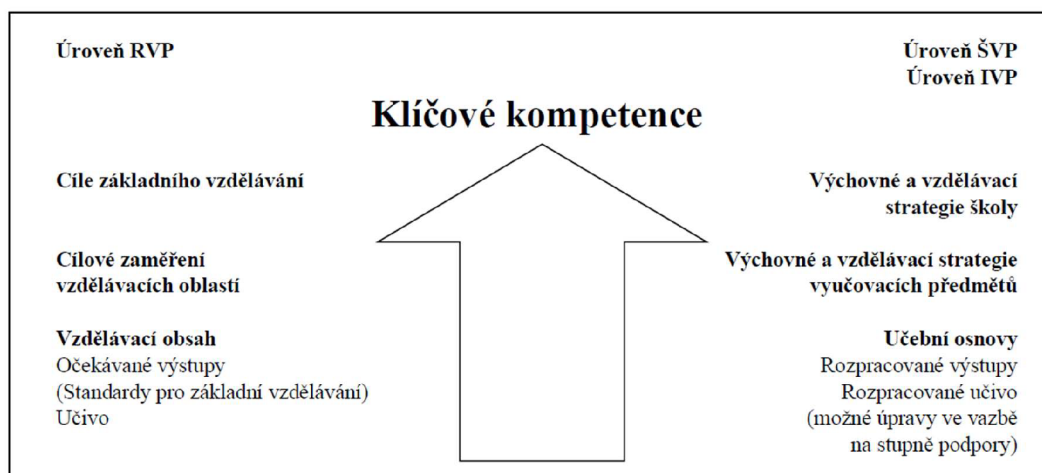 Úroveň RVP
Úroveň ŠVP
Úroveň IVP
Klíčové kompetence
Cíle základního vzdělávání
Výchovné a vzdělávací
strategie školy
Cílové zaměření
vzdělávacích oblastí
Výchovné a vzdělávací strategie
vyučovacích předmětů
Vzdělávací obsah
Očekávané výstupy
(Standardy pro základní vzdělávání)
Učivo
Učební osnovy
Rozpracované výstupy
Rozpracované učivo
(možné úpravy ve vazbě
na stupně podpory)